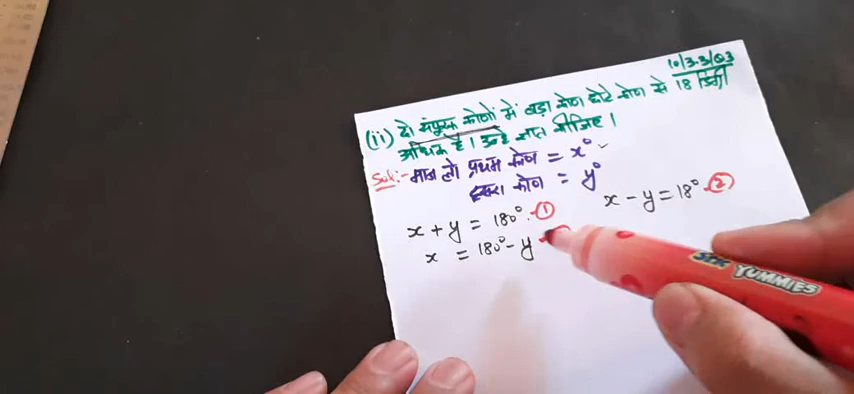 10/3.3/Q3
(ii) दो संपूरक कोणों में बड़ा कोण छोटे कोण से 18 डिग्री
अधिक है। उन्हें ज्ञात कीजिए।
Sol:- मान लो प्रथम कोण = x°
दूसरा कोण = y°
x + y = 180°. ①
x - y = 18° ②
x = 180° - y
YUMMIES